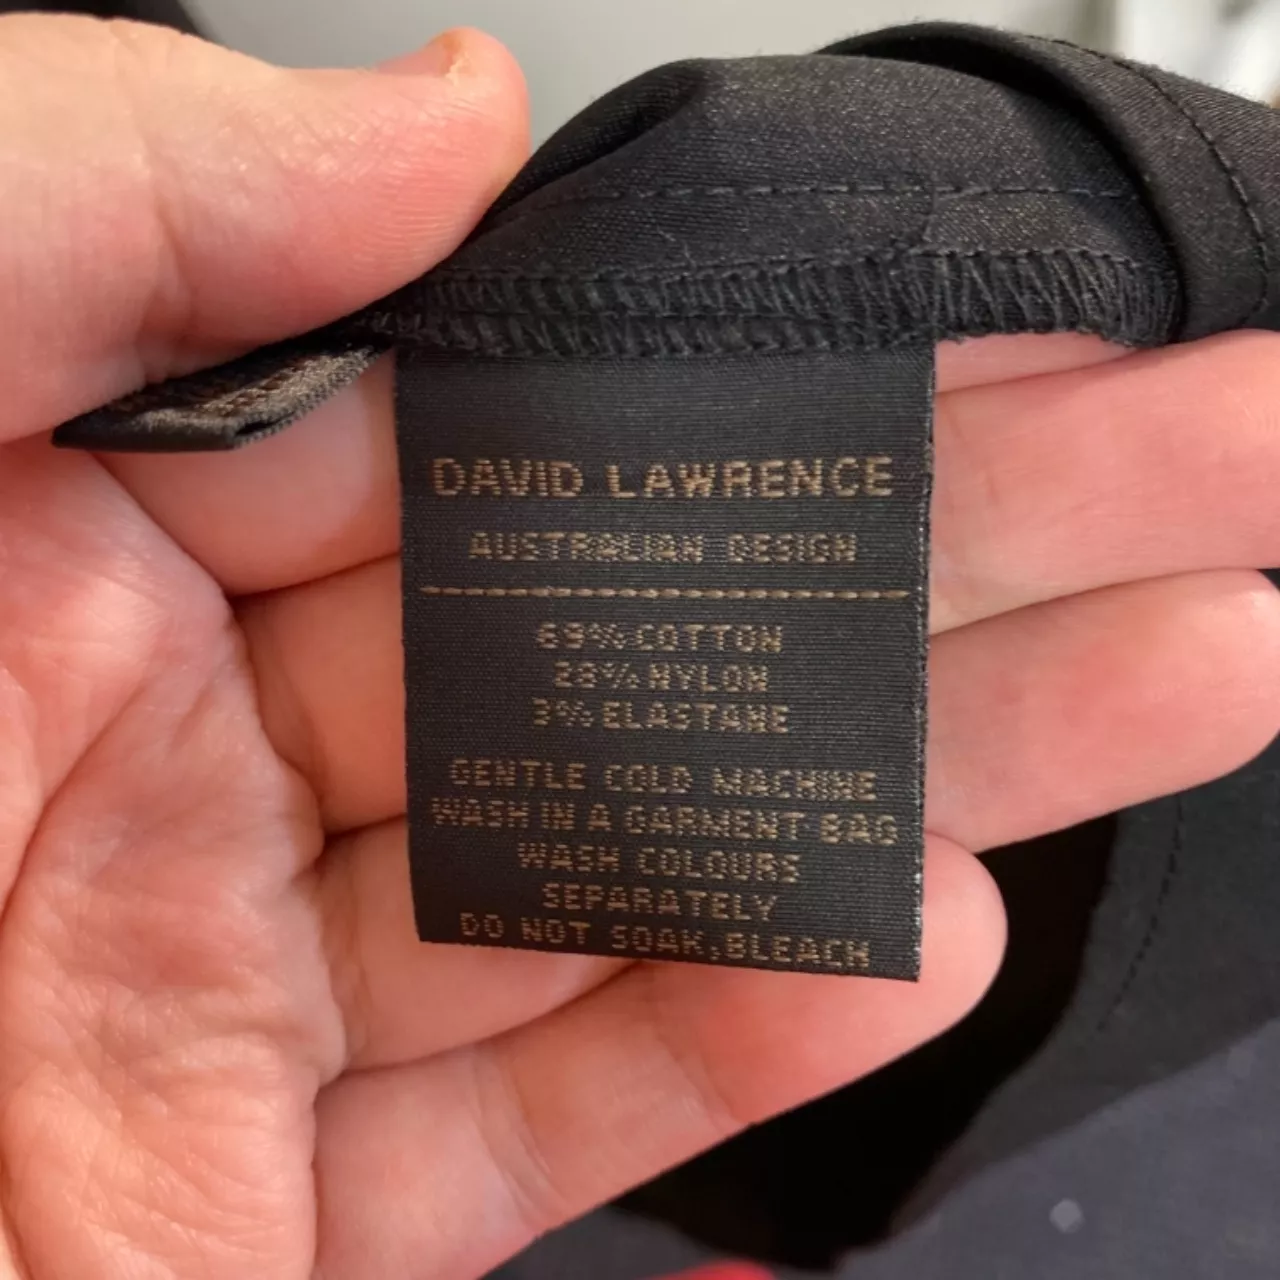 DAVID LAWRENCE
AUSTRALIAN DESIGN
69% COTTON
28% NYLON
3% ELASTANE
GENTLE COLD MACHINE
WASH IN A GARMENT BAG
WASH COLOURS
SEPARATELY
DO NOT SOAK,BLEACH